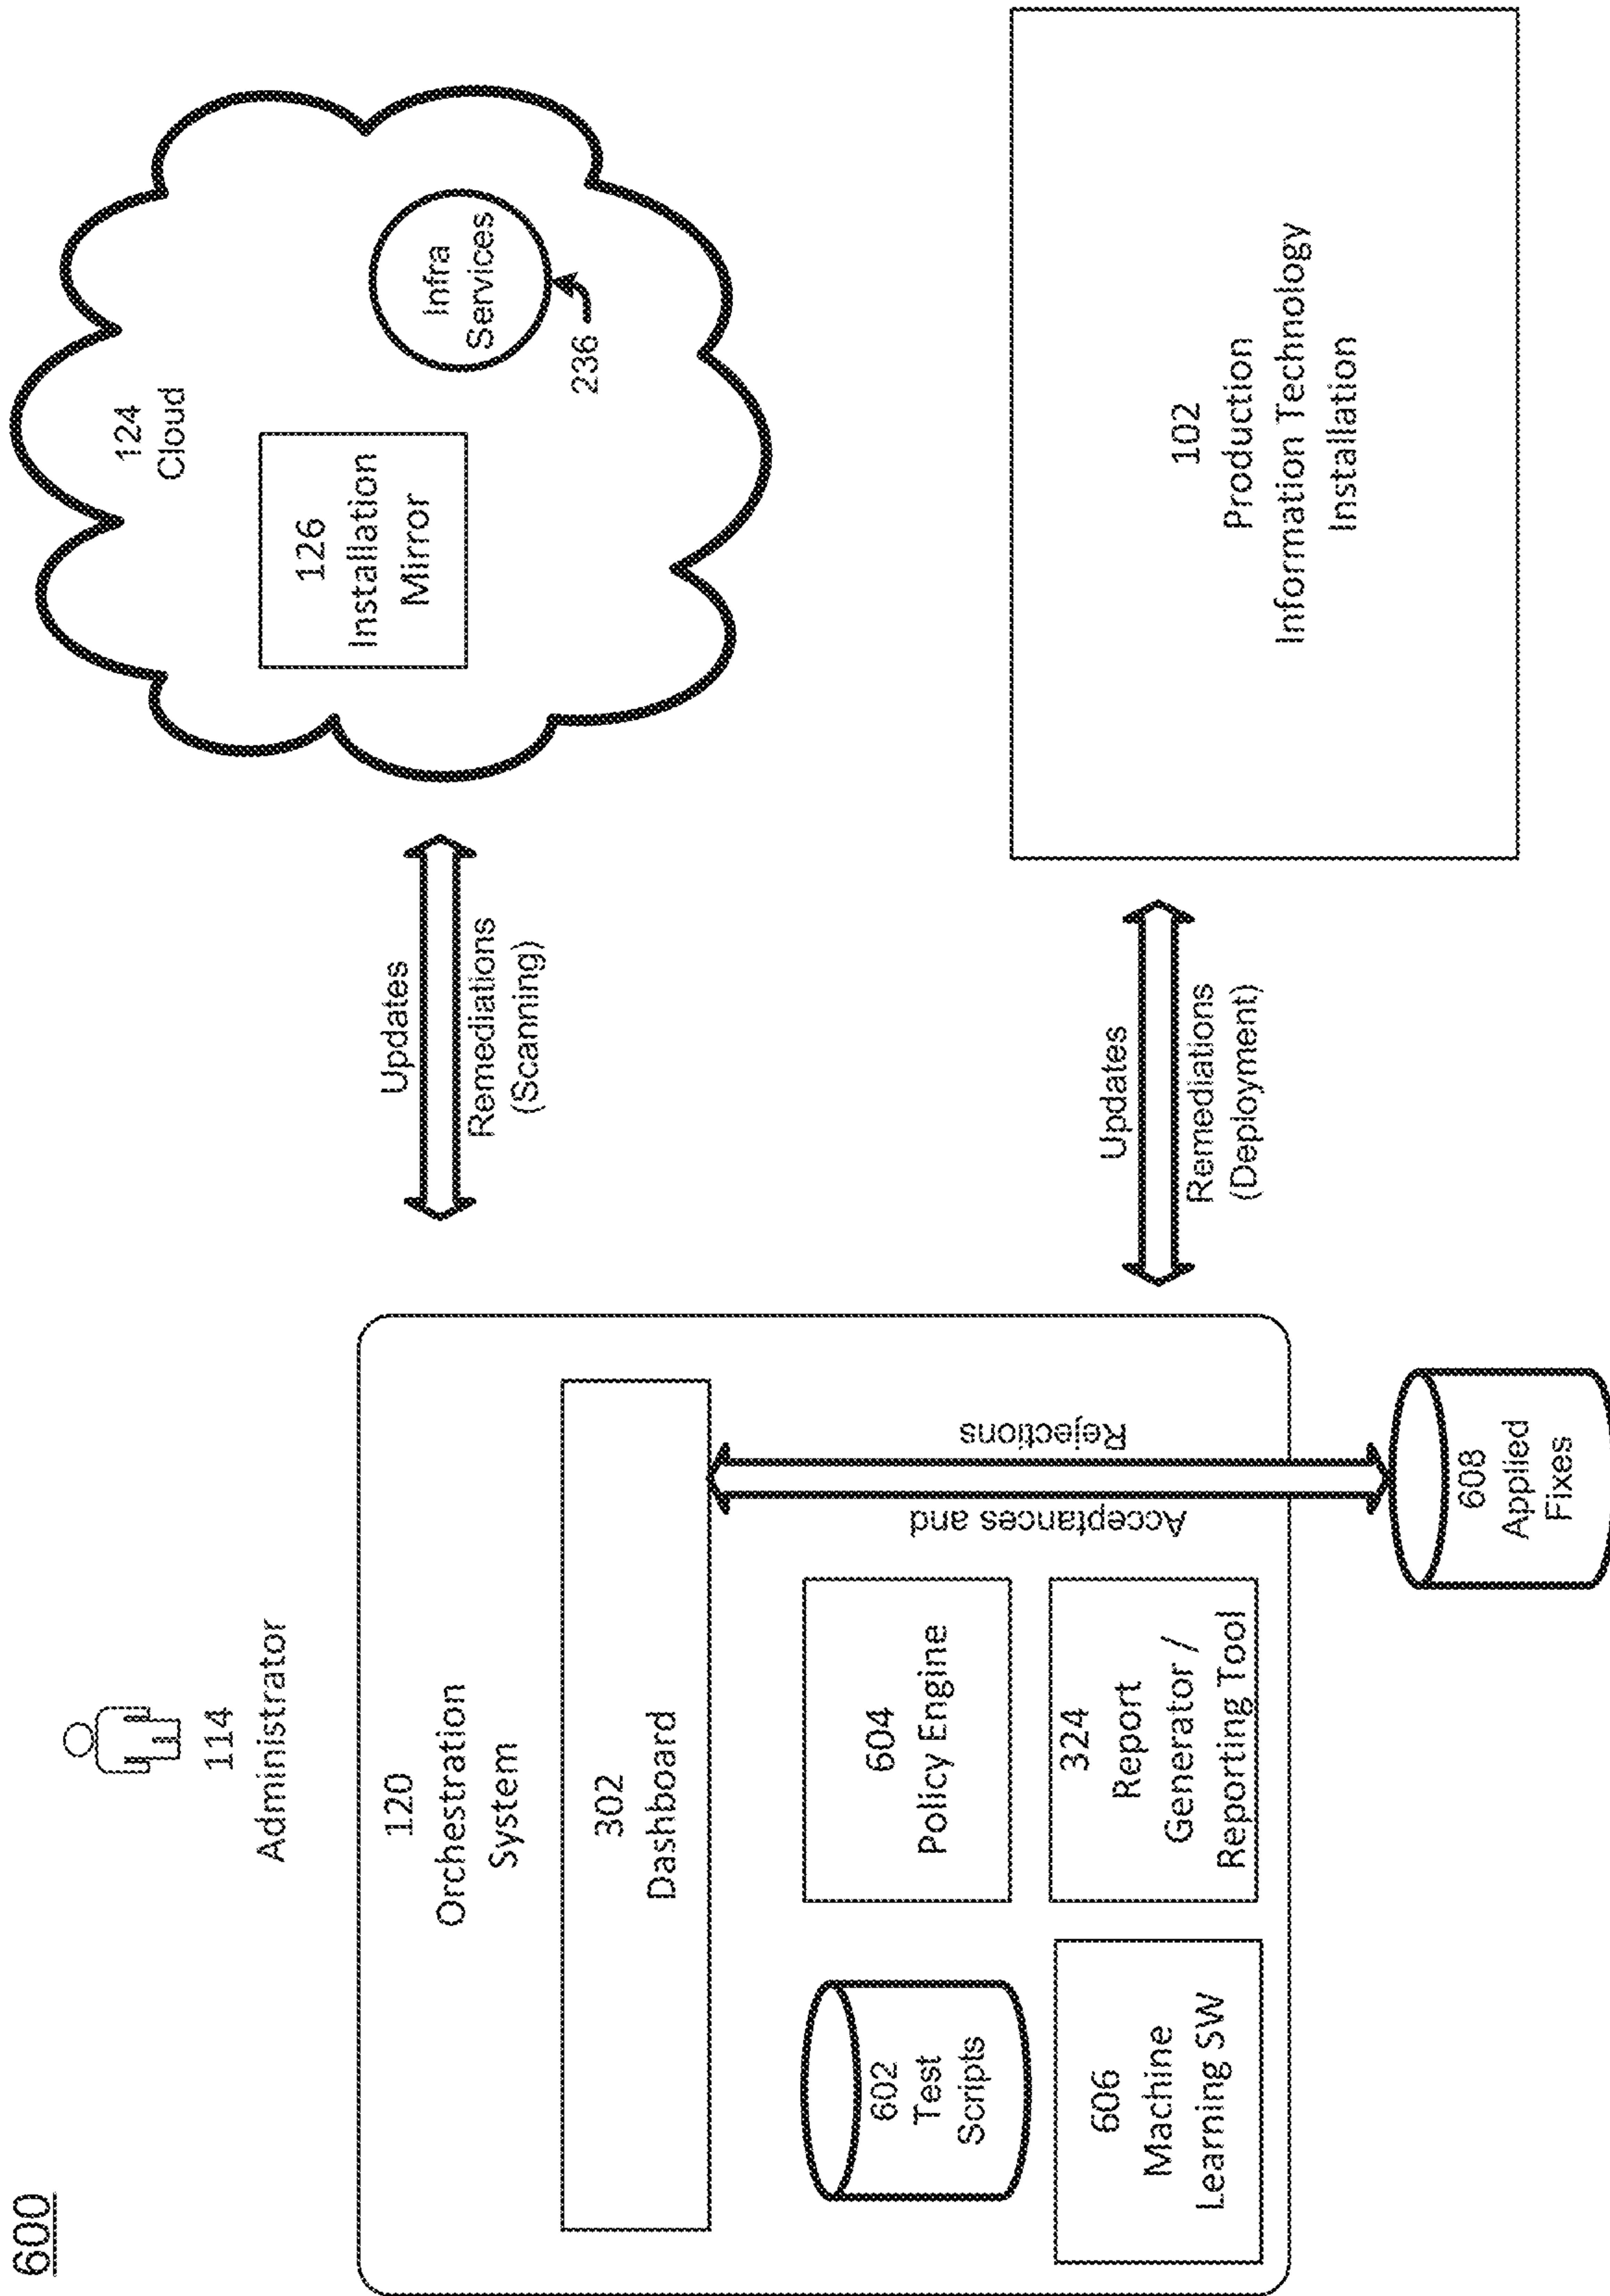 600
114
Administrator
120
Orchestration
System
302
Dashboard
602
Test
Scripts
604
Policy Engine
606
Machine
Learning SW
324
Report
Generator /
Reporting Tool
Acceptances and
Rejections
608
Applied
Fixes
Updates
Remediations
(Scanning)
Updates
Remediations
(Deployment)
124
Cloud
126
Installation
Mirror
Infra
Services
236
102
Production
Information Technology
Installation